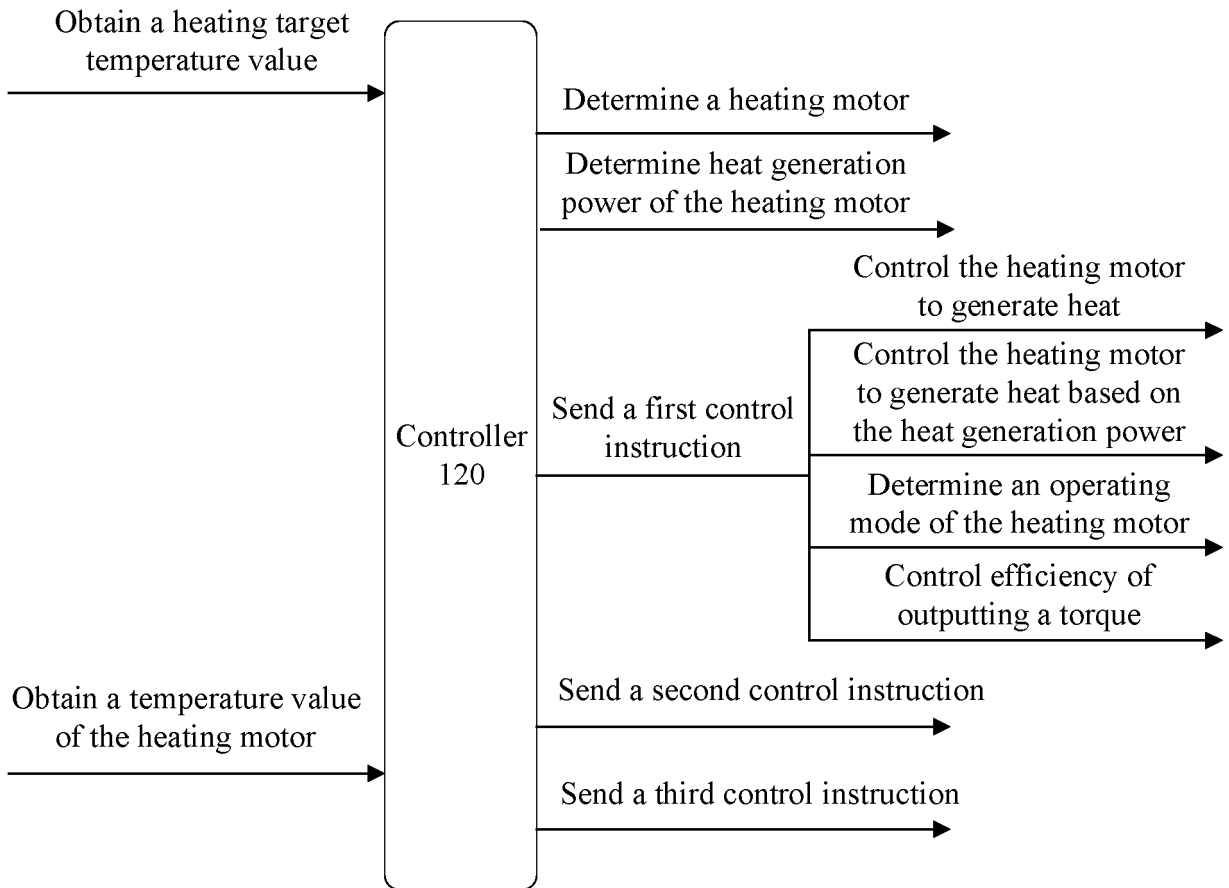 Obtain a heating target
temperature value
Determine a heating motor
Determine heat generation
power of the heating motor
Control the heating motor
to generate heat
Control the heating motor
to generate heat based on
the heat generation power
Send a first control
instruction
Controller
120
Determine an operating
mode of the heating motor
Control efficiency of
outputting a torque
Obtain a temperature value
of the heating motor
Send a second control instruction
Send a third control instruction